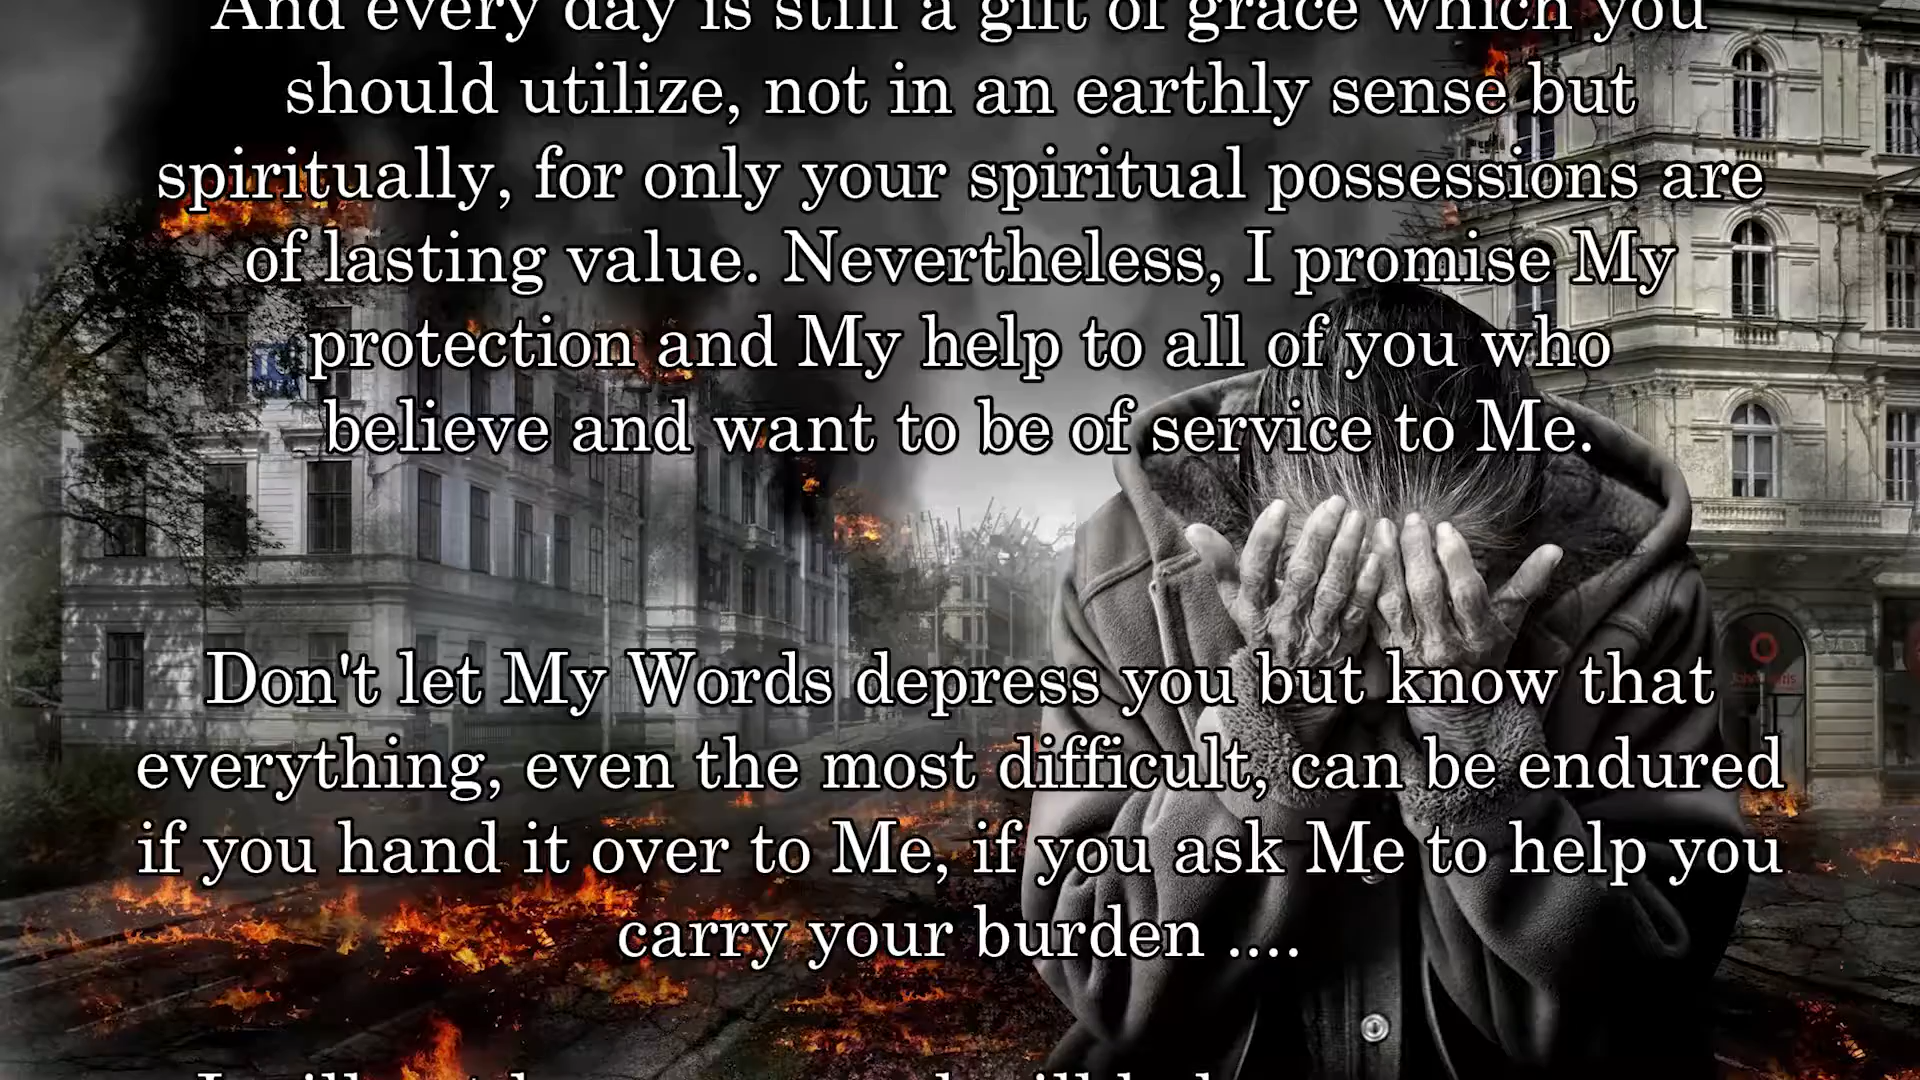 And every day is still a gift of grace which you
should utilize, not in an earthly sense but
spiritually, for only your spiritual possessions are
of lasting value. Nevertheless, I promise My
protection and My help to all of you who
believe and want to be of service to Me.
Don't let My Words depress you but know that
everything, even the most difficult, can be endured
if you hand it over to Me, if you ask Me to help you
carry your burden ....